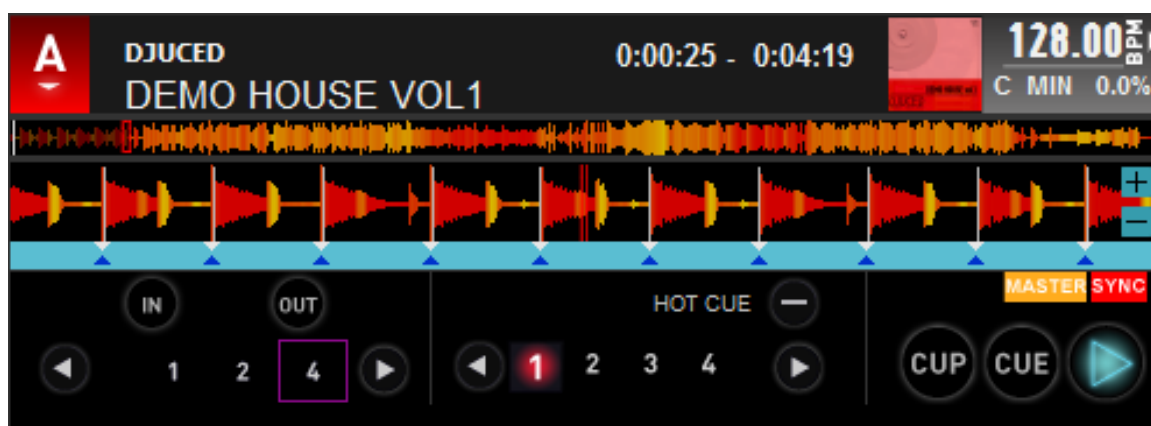 A
DJUCED
DEMO HOUSE VOL1
0:00:25 - 0:04:19
128.00 BPM
C MIN 0.0%
+
−
IN
OUT
1 2 4
HOT CUE −
1 2 3 4
MASTER SYNC
CUP CUE